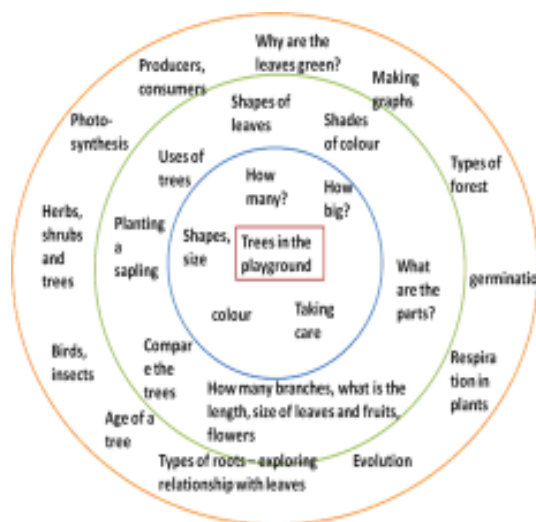 Why are the
leaves green?
Producers,
consumers
Making
graphs
Shapes of
leaves
Shades
of colour
Photo-
synthesis
Uses of
trees
Types of
forest
How
many?
How
big?
Herbs,
shrubs
and
trees
Planting
a
sapling
Shapes,
size
Trees in the
playground
What
are the
parts?
germinatio
colour
Taking
care
Birds,
insects
Compar
e the
trees
Respira
tion in
plants
How many branches, what is the
length, size of leaves and fruits,
flowers
Age of a
tree
Types of roots – exploring
relationship with leaves
Evolution